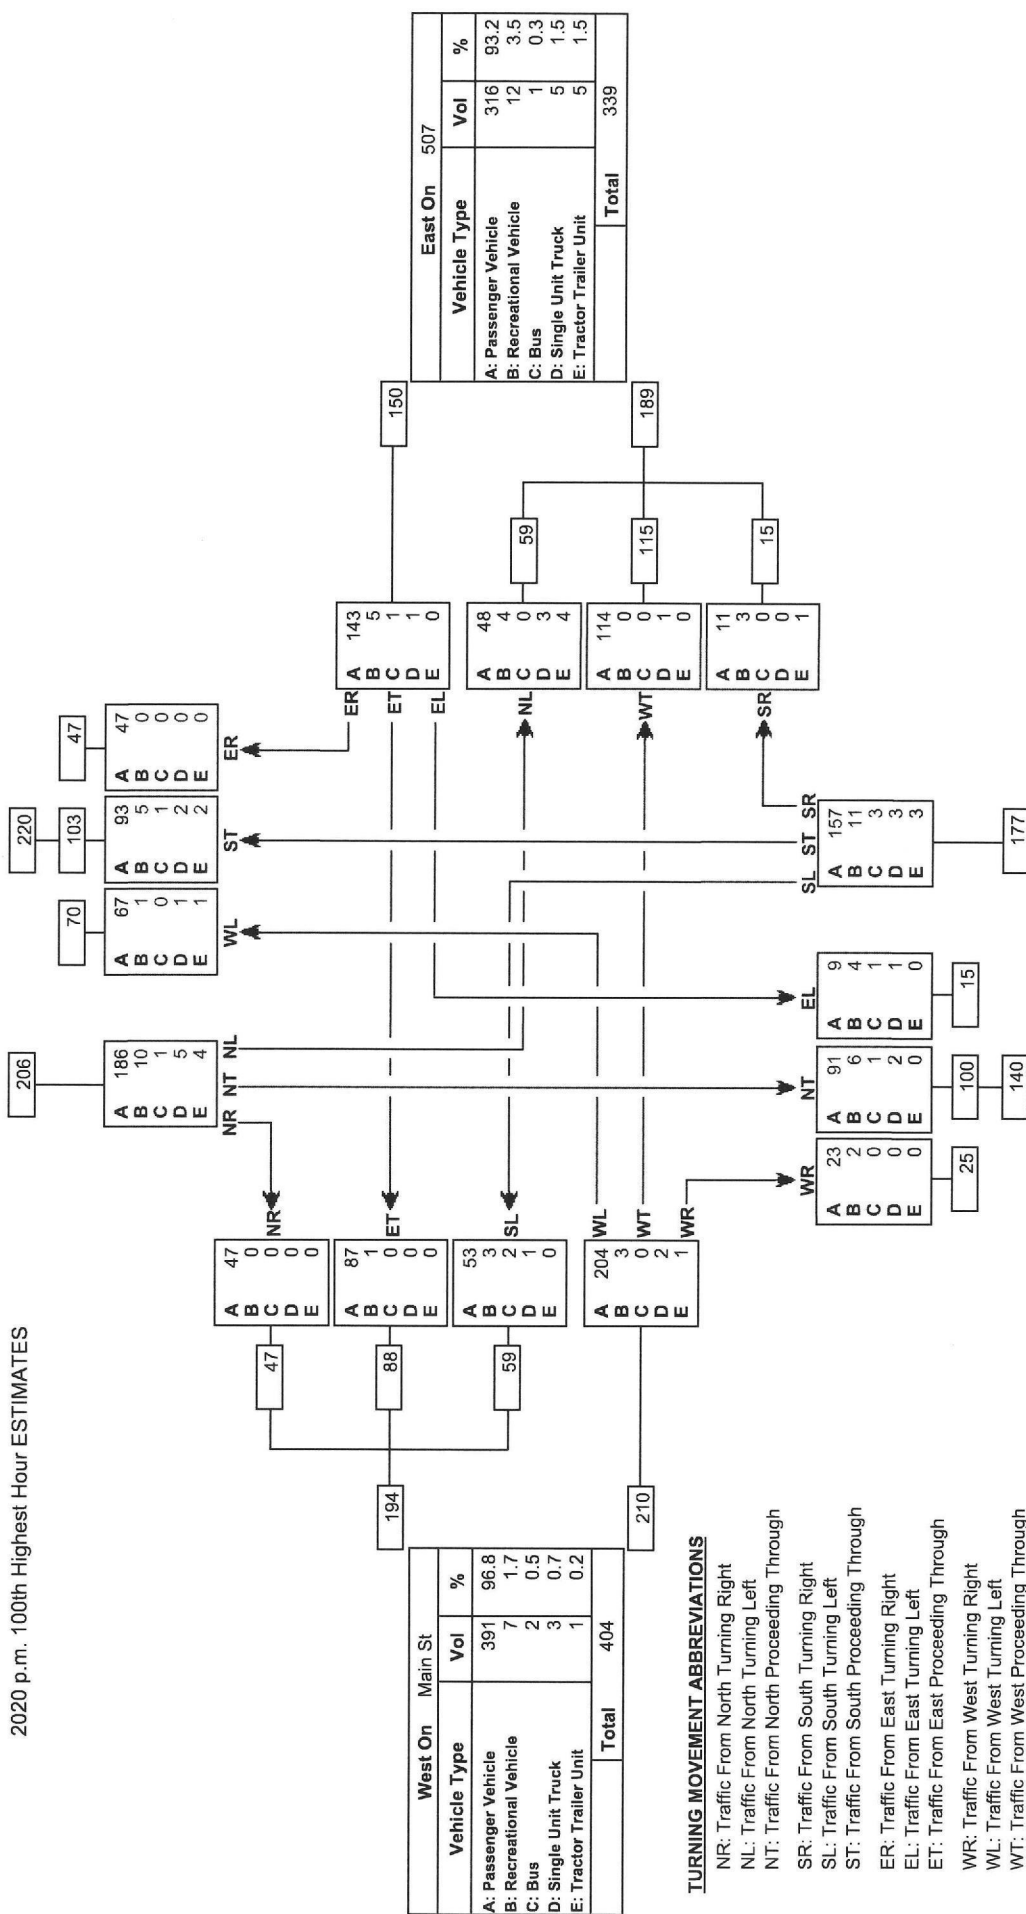 2020 p.m. 100th Highest Hour ESTIMATES
206
A 186
B 10
C 1
D 5
E 4
NR NT NL
220
70
A 67
B 1
C 0
D 1
E 1
WL
103
A 93
B 5
C 1
D 2
E 2
ST
47
A 47
B 0
C 0
D 0
E 0
ER
West On Main St
Vehicle Type Vol %
A: Passenger Vehicle 391 96.8
B: Recreational Vehicle 7 1.7
C: Bus 2 0.5
D: Single Unit Truck 3 0.7
E: Tractor Trailer Unit 1 0.2
Total 404
194
47
A 47
B 0
C 0
D 0
E 0
NR
88
A 87
B 1
C 0
D 0
E 0
ET
59
A 53
B 3
C 2
D 1
E 0
SL
210
A 204
B 3
C 0
D 2
E 1
WL
WT
WR
ER
ET
EL
A 143
B 5
C 1
D 1
E 0
150
NL
A 48
B 4
C 0
D 3
E 4
59
WT
A 114
B 0
C 0
D 1
E 0
115
SR
A 11
B 3
C 0
D 0
E 1
15
189
East On 507
Vehicle Type Vol %
A: Passenger Vehicle 316 93.2
B: Recreational Vehicle 12 3.5
C: Bus 1 0.3
D: Single Unit Truck 5 1.5
E: Tractor Trailer Unit 5 1.5
Total 339
WR
A 23
B 2
C 0
D 0
E 0
25
NT
A 91
B 6
C 1
D 2
E 0
100
140
EL
A 9
B 4
C 1
D 1
E 0
15
SL ST SR
A 157
B 11
C 3
D 3
E 3
177
TURNING MOVEMENT ABBREVIATIONS
NR: Traffic From North Turning Right
NL: Traffic From North Turning Left
NT: Traffic From North Proceeding Through
SR: Traffic From South Turning Right
SL: Traffic From South Turning Left
ST: Traffic From South Proceeding Through
ER: Traffic From East Turning Right
EL: Traffic From East Turning Left
ET: Traffic From East Proceeding Through
WR: Traffic From West Turning Right
WL: Traffic From West Turning Left
WT: Traffic From West Proceeding Through